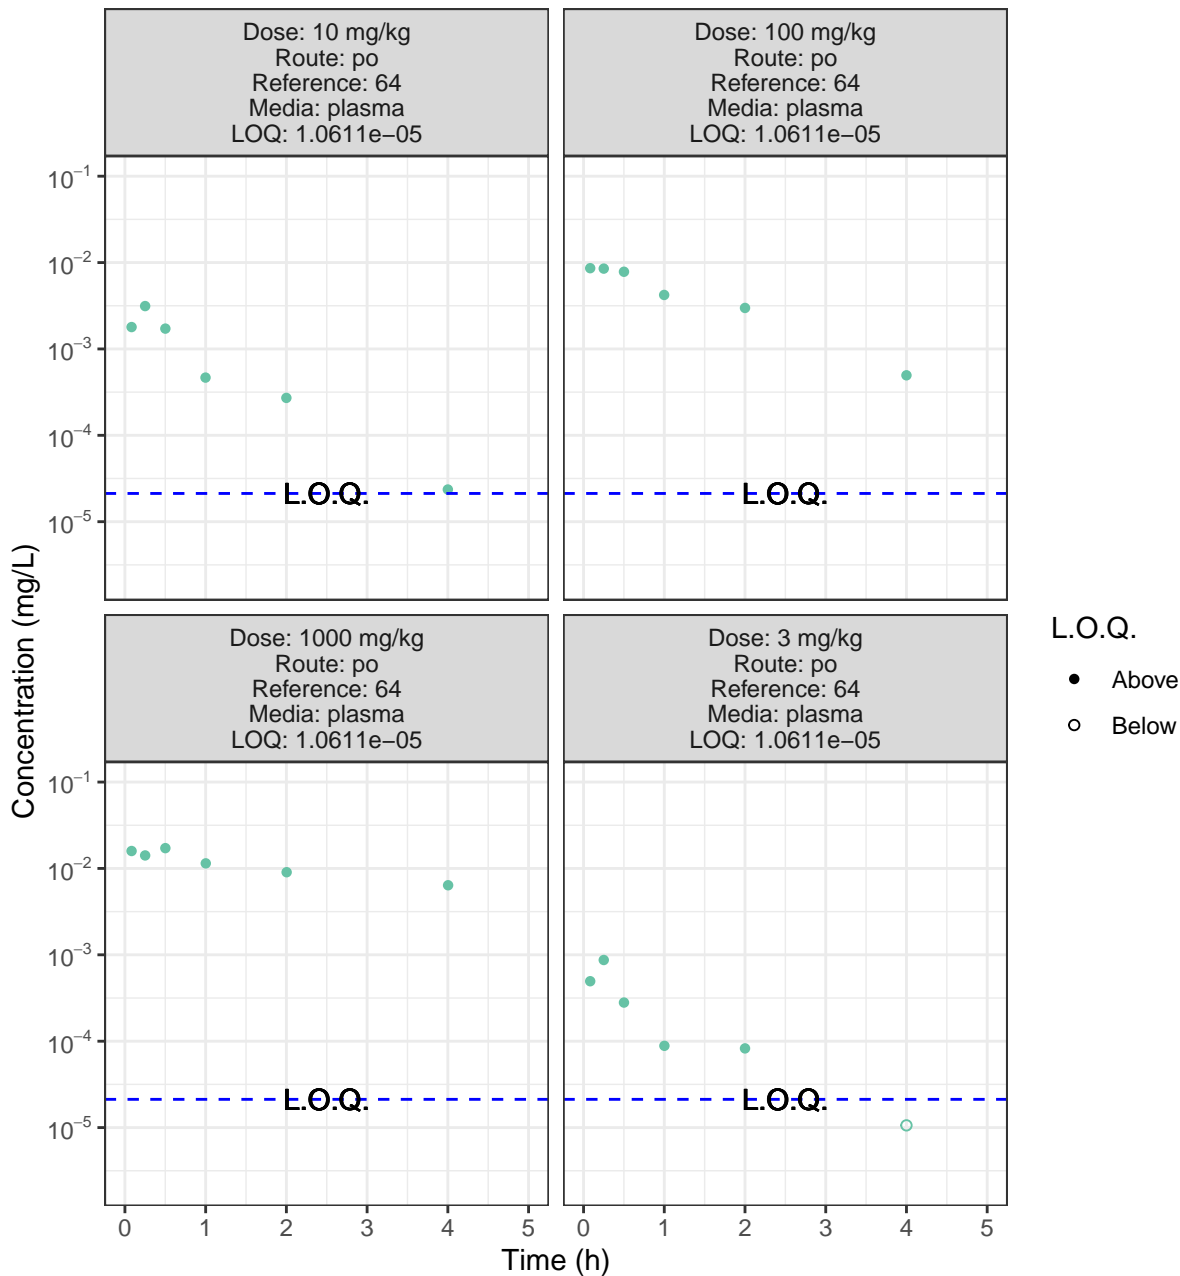 Dose: 10 mg/kg
Route: po
Reference: 64
Media: plasma
LOQ: 1.0611e−05
Dose: 100 mg/kg
Route: po
Reference: 64
Media: plasma
LOQ: 1.0611e−05
10−1
10−2
10−3
10−4
10−5
L.O.Q.
L.O.Q.
Concentration (mg/L)
Dose: 1000 mg/kg
Route: po
Reference: 64
Media: plasma
LOQ: 1.0611e−05
Dose: 3 mg/kg
Route: po
Reference: 64
Media: plasma
LOQ: 1.0611e−05
10−1
10−2
10−3
10−4
10−5
L.O.Q.
L.O.Q.
0 1 2 3 4 5
0 1 2 3 4 5
Time (h)
L.O.Q.
Above
Below